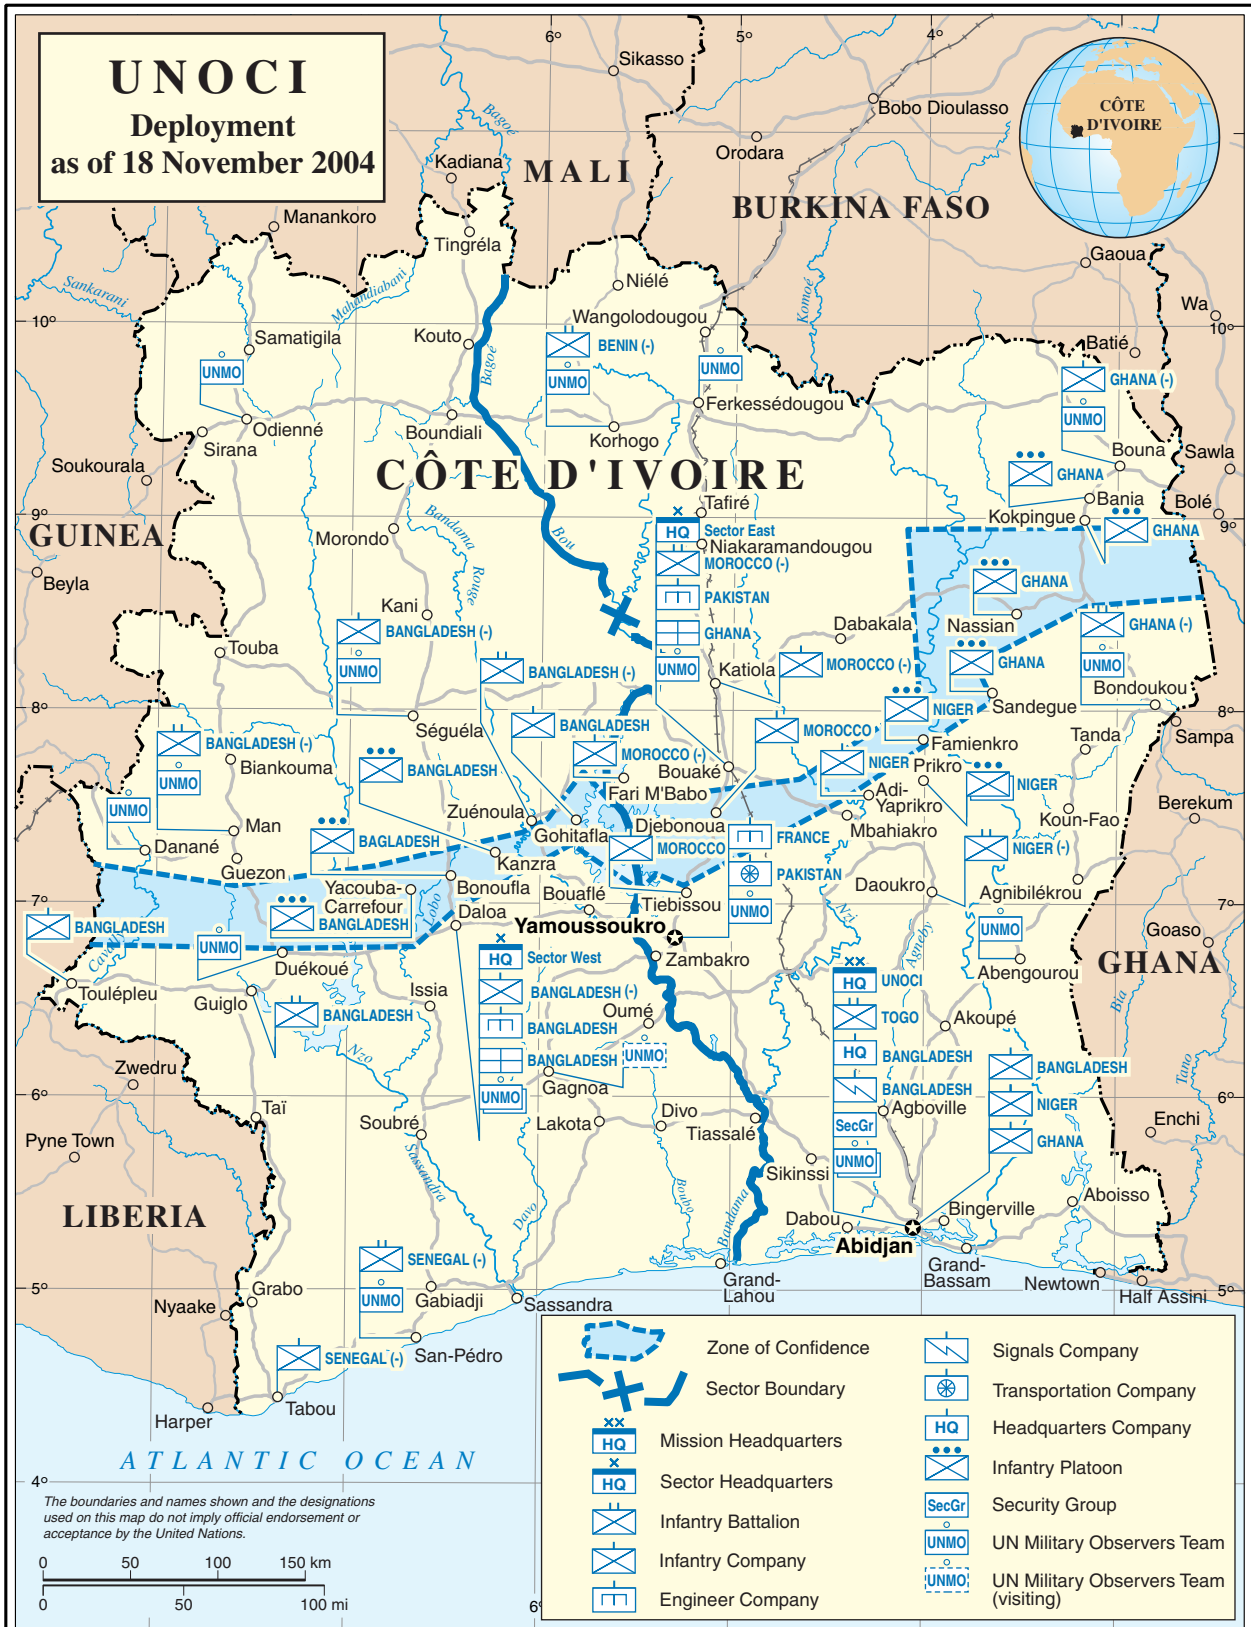 UNOCI
Deployment
as of 18 November 2004
6°
5°
4°
CÔTE
D'IVOIRE
Sikasso
Bobo Dioulasso
Orodara
Bagoé
Kadiana
MALI
BURKINA FASO
Manankoro
Tingréla
Gaoua
Sankarani
Mahandiabani
Niélé
Komoé
Wa
10°
10°
Samatigila
Kouto
Wangolodougou
Batié
BENIN (-)
UNMO
UNMO
UNMO
Bagoé
GHANA (-)
UNMO
Ferkessédougou
Odienné
Boundiali
Korhogo
Sirana
Bouna
Sawla
Soukourala
CÔTE D'IVOIRE
GHANA
Bania
Bolé
Tafiré
Kokpingue
9°
9°
GUINEA
Morondo
Bandama
Rouge
Bou
HQ
Sector East
Niakaramandougou
GHANA
MOROCCO (-)
Beyla
PAKISTAN
GHANA
Kani
GHANA
Nassian
BANGLADESH (-)
UNMO
Dabakala
GHANA (-)
UNMO
Touba
BANGLADESH (-)
UNMO
Katiola
MOROCCO (-)
GHANA
Bondoukou
8°
8°
Séguéla
BANGLADESH
MOROCCO
NIGER
Sandegue
Sampa
BANGLADESH (-)
UNMO
Biankouma
BANGLADESH
MOROCCO (-)
Bouaké
NIGER
Famienkro
Tanda
Prikro
Fari M'Babo
Adi-
Yaprikro
NIGER
Berekum
UNMO
Man
Zuénoula
Gohitafla
Djebonoua
Mbahiakro
Koun-Fao
Danané
BAGLADESH
FRANCE
MOROCCO
NIGER (-)
Guezon
Kanzra
PAKISTAN
Yacouba-
Carrefour
Bonoufla
Bouaflé
Tiebissou
Daoukro
Agnibilékrou
7°
7°
BANGLADESH
Cavally
UNMO
BANGLADESH
Lobo
Daloa
Yamoussoukro
UNMO
Nzi
Agneby
UNMO
Goaso
Duékoué
HQ
Sector West
Zambakro
Abengourou
GHANA
Toulépleu
Guiglo
Issia
BANGLADESH (-)
HQ
UNOCI
Bia
BANGLADESH
BANGLADESH
Oumé
TOGO
Akoupé
Nzo
BANGLADESH
UNMO
HQ
BANGLADESH
BANGLADESH
Tano
Zwedru
UNMO
Gagnoa
BANGLADESH
NIGER
6°
6°
Taï
Soubré
Lakota
Divo
Tiassalé
SecGr
Agboville
GHANA
Enchi
Pyne Town
UNMO
Sikinssi
Sassandra
Davo
Boubo
Bandama
Aboisso
LIBERIA
Dabou
Bingerville
Abidjan
SENEGAL (-)
UNMO
Grand-
Bassam
Grand-
Lahou
Newtown
Half Assini
5°
5°
Grabo
Gabiadji
Sassandra
Nyaake
San-Pédro
SENEGAL (-)
Harper
Tabou
ATLANTIC OCEAN
4°
6°
Zone of Confidence
Sector Boundary
HQ
Mission Headquarters
HQ
Sector Headquarters
Infantry Battalion
Infantry Company
Engineer Company
Signals Company
Transportation Company
HQ
Headquarters Company
Infantry Platoon
SecGr
Security Group
UNMO
UN Military Observers Team
UNMO
UN Military Observers Team
(visiting)
The boundaries and names shown and the designations
used on this map do not imply official endorsement or
acceptance by the United Nations.
0 50 100 150 km
0 50 100 mi